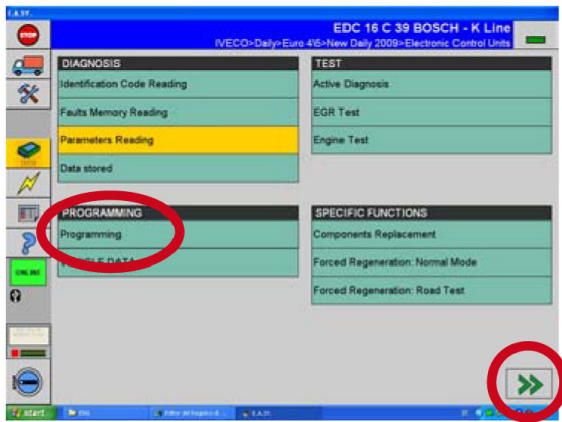 E.A.SY.
STOP
EDC 16 C 39 BOSCH - K Line
IVECO>Daily>Euro 4\5>New Daily 2009>Electronic Control Units
DIAGNOSIS
Identification Code Reading
Faults Memory Reading
Parameters Reading
Data stored
TEST
Active Diagnosis
EGR Test
Engine Test
PROGRAMMING
Programming
SPECIFIC FUNCTIONS
Components Replacement
Forced Regeneration: Normal Mode
Forced Regeneration: Road Test
ON LINE
start
E.A.SY.